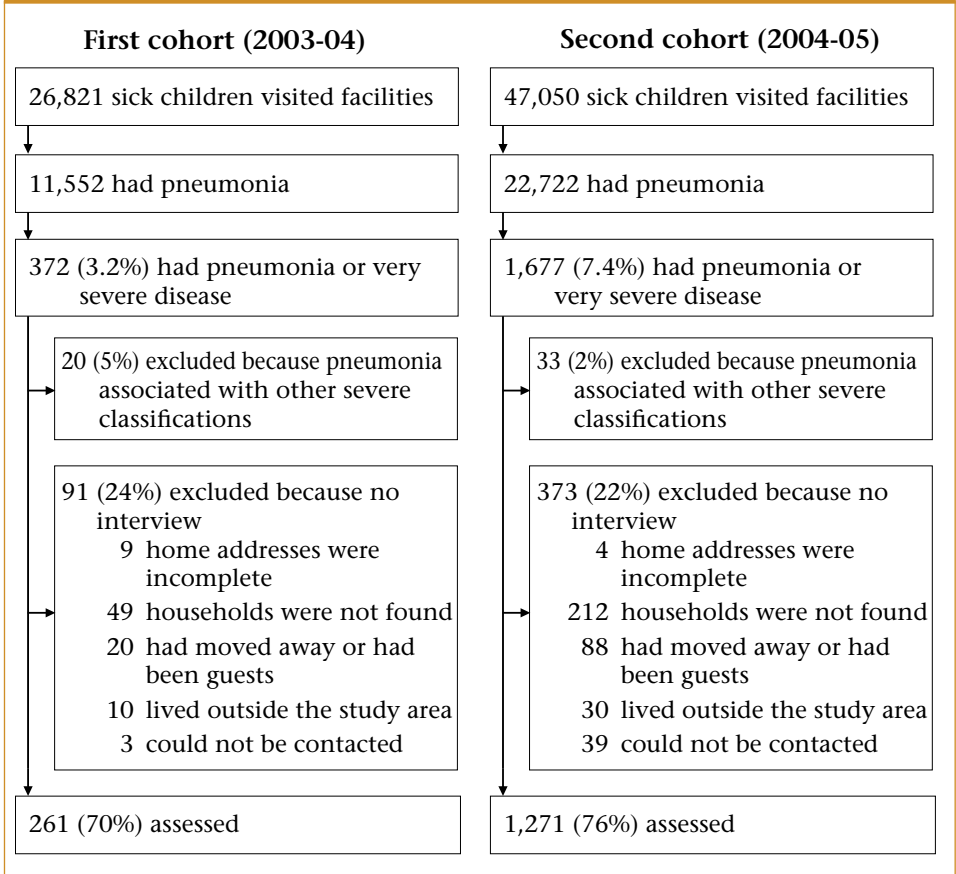 First cohort (2003-04)
26,821 sick children visited facilities
11,552 had pneumonia
372 (3.2%) had pneumonia or very
severe disease
20 (5%) excluded because pneumonia
associated with other severe
classifications
91 (24%) excluded because no
interview
9 home addresses were
incomplete
49 households were not found
20 had moved away or had
been guests
10 lived outside the study area
3 could not be contacted
261 (70%) assessed
Second cohort (2004-05)
47,050 sick children visited facilities
22,722 had pneumonia
1,677 (7.4%) had pneumonia or
very severe disease
33 (2%) excluded because pneumonia
associated with other severe
classifications
373 (22%) excluded because no
interview
4 home addresses were
incomplete
212 households were not found
88 had moved away or had
been guests
30 lived outside the study area
39 could not be contacted
1,271 (76%) assessed